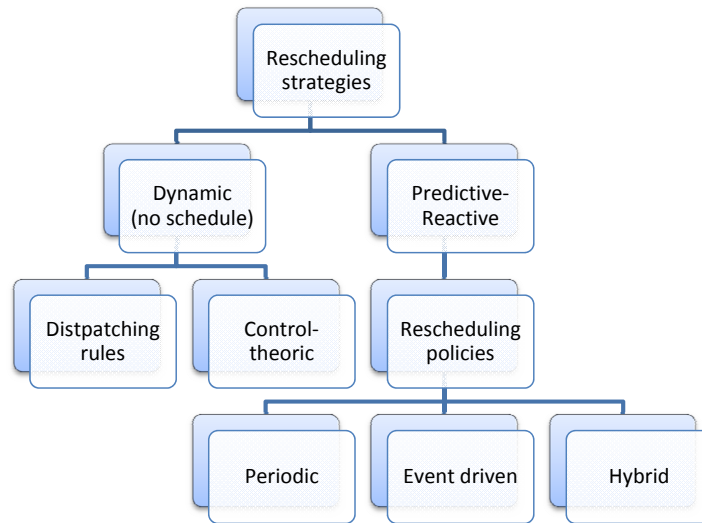 Rescheduling
strategies
Dynamic
(no schedule)
Predictive-
Reactive
Distpatching
rules
Control-
theoric
Rescheduling
policies
Periodic
Event driven
Hybrid